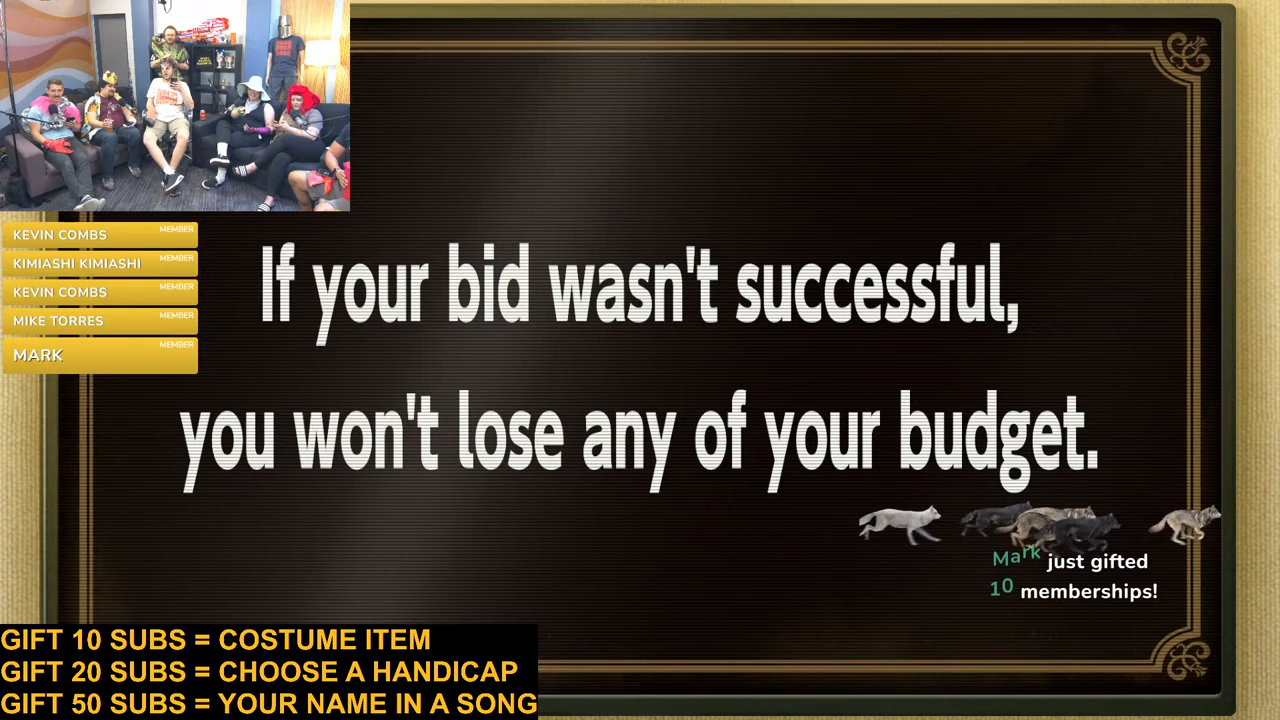 KEVIN COMBS MEMBER
KIMIASHI KIMIASHI MEMBER
KEVIN COMBS MEMBER
MIKE TORRES MEMBER
MARK MEMBER
If your bid wasn't successful,
you won't lose any of your budget.
Mark just gifted
10 memberships!
GIFT 10 SUBS = COSTUME ITEM
GIFT 20 SUBS = CHOOSE A HANDICAP
GIFT 50 SUBS = YOUR NAME IN A SONG